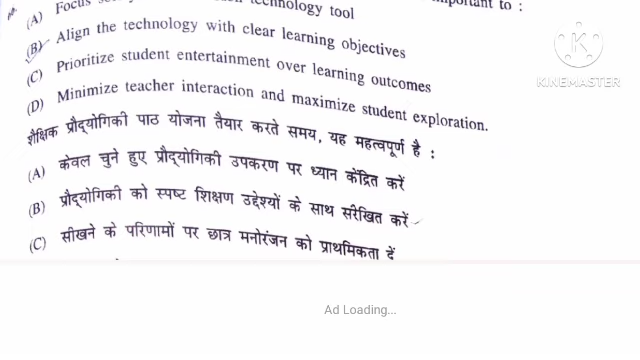 (A) Focus technology tool important to :
(B) Align the technology with clear learning objectives
(C) Prioritize student entertainment over learning outcomes
(D) Minimize teacher interaction and maximize student exploration.
शैक्षिक प्रौद्योगिकी पाठ योजना तैयार करते समय, यह महत्वपूर्ण है :
(A) केवल चुने हुए प्रौद्योगिकी उपकरण पर ध्यान केंद्रित करें
(B) प्रौद्योगिकी को स्पष्ट शिक्षण उद्देश्यों के साथ सरेखित करें
(C) सीखने के परिणामों पर छात्र मनोरंजन को प्राथमिकता दें
KINEMASTER
Ad Loading...